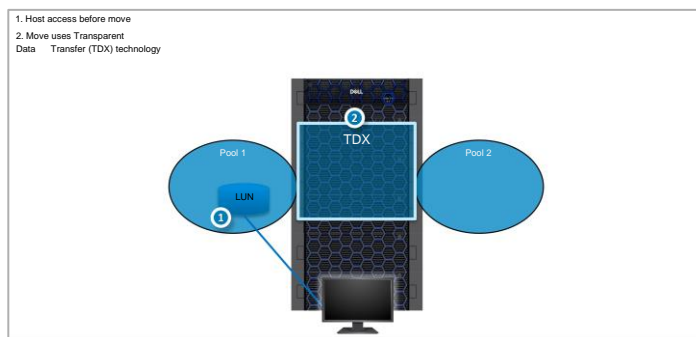 1. Host access before move
2. Move uses Transparent
Data Transfer (TDX) technology
DELL
2
TDX
Pool 1
Pool 2
LUN
1